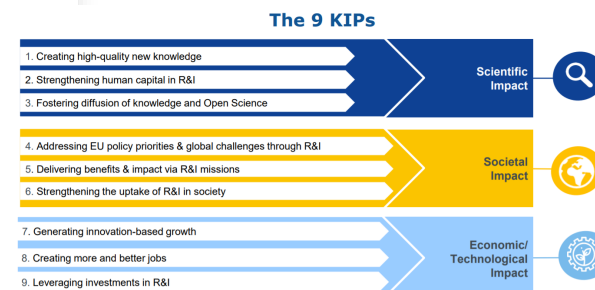 The 9 KIPs
1. Creating high-quality new knowledge
2. Strengthening human capital in R&I
3. Fostering diffusion of knowledge and Open Science
Scientific
Impact
4. Addressing EU policy priorities & global challenges through R&I
5. Delivering benefits & impact via R&I missions
6. Strengthening the uptake of R&I in society
Societal
Impact
7. Generating innovation-based growth
8. Creating more and better jobs
9. Leveraging investments in R&I
Economic/
Technological
Impact